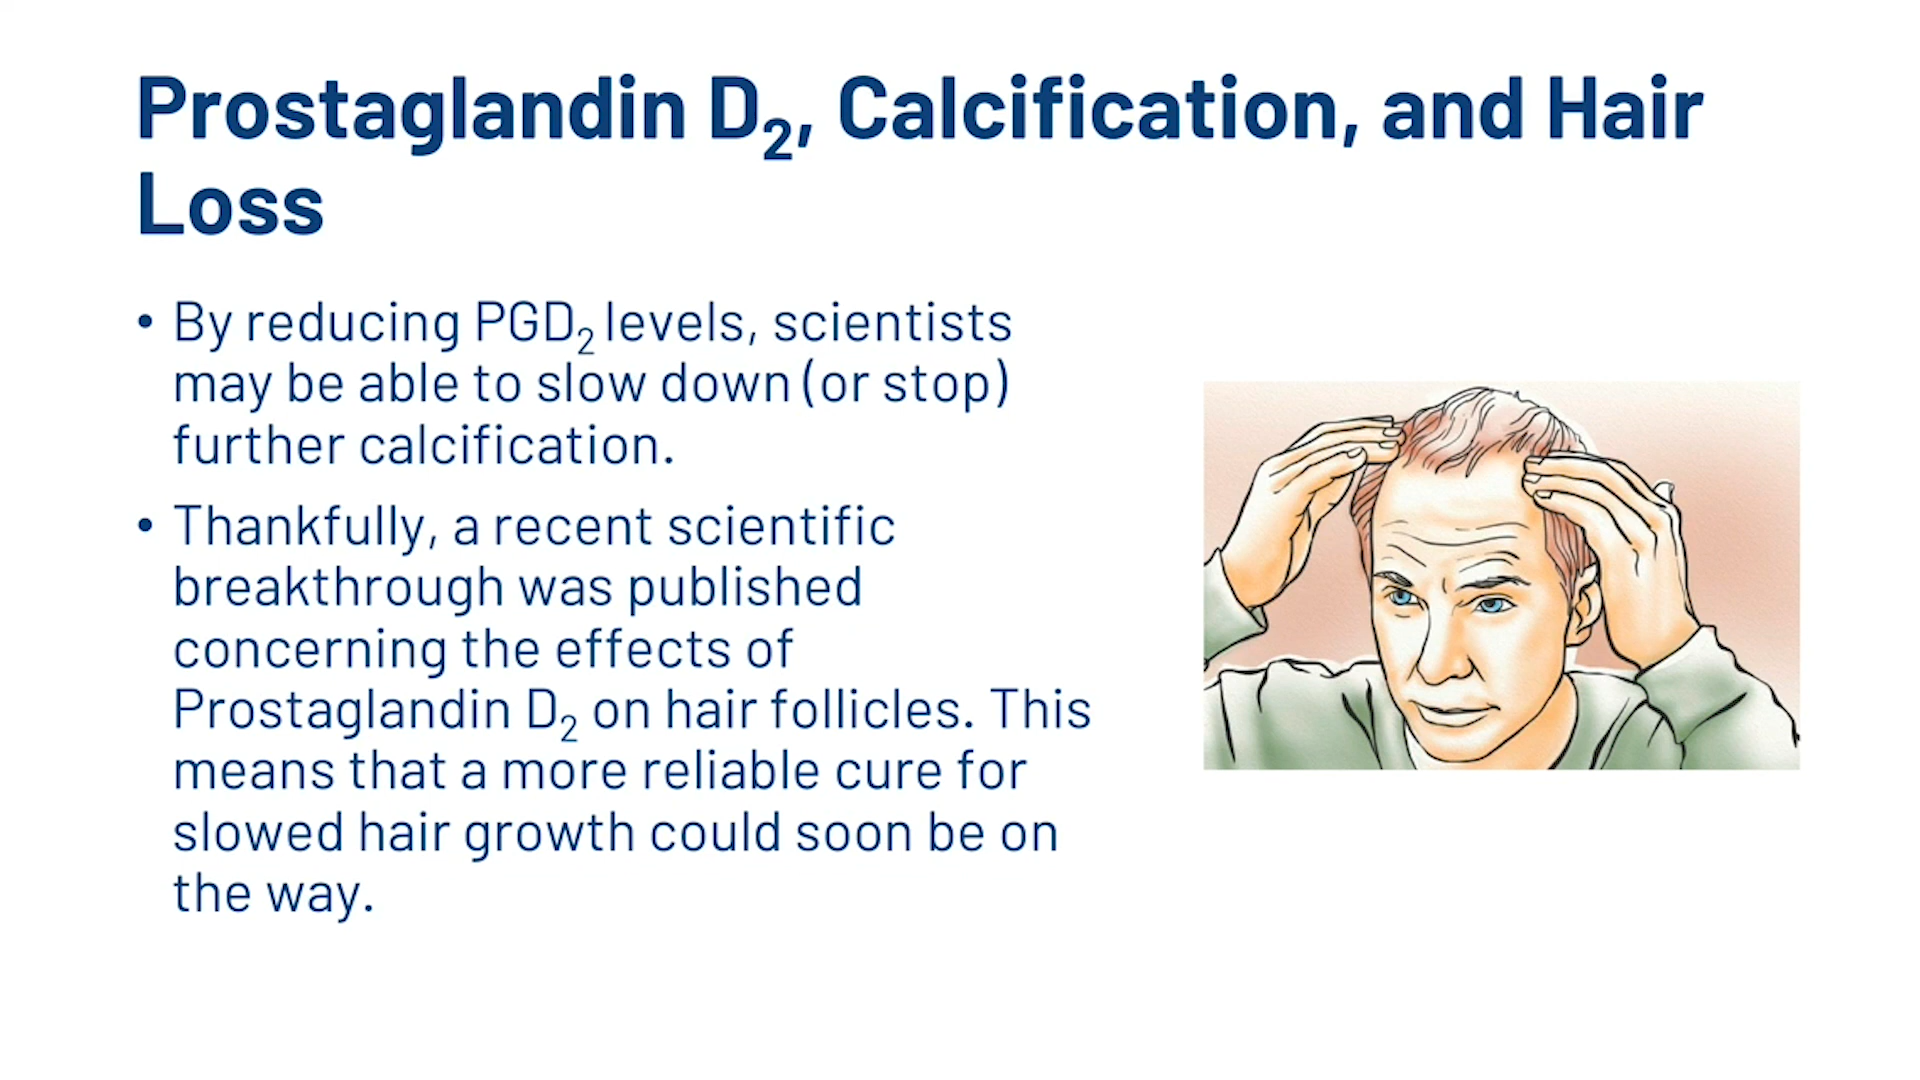 Prostaglandin D₂, Calcification, and Hair
Loss
• By reducing PGD₂ levels, scientists
may be able to slow down (or stop)
further calcification.
• Thankfully, a recent scientific
breakthrough was published
concerning the effects of
Prostaglandin D₂ on hair follicles. This
means that a more reliable cure for
slowed hair growth could soon be on
the way.